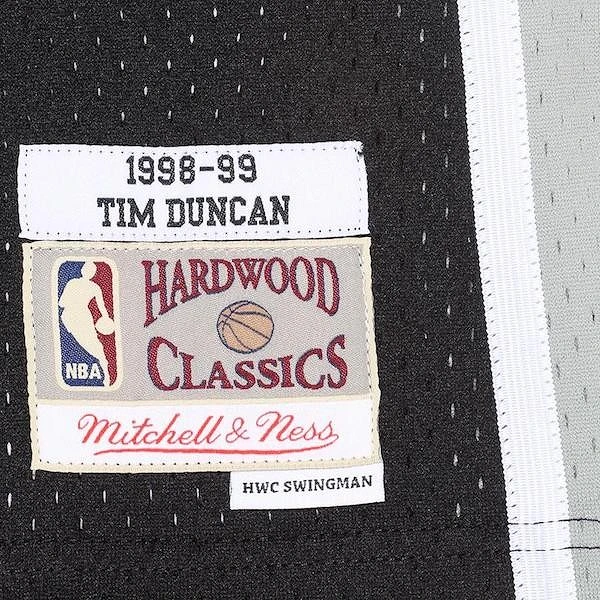 1998-99
TIM DUNCAN
HARDWOOD
CLASSICS
NBA
Mitchell & Ness
HWC SWINGMAN